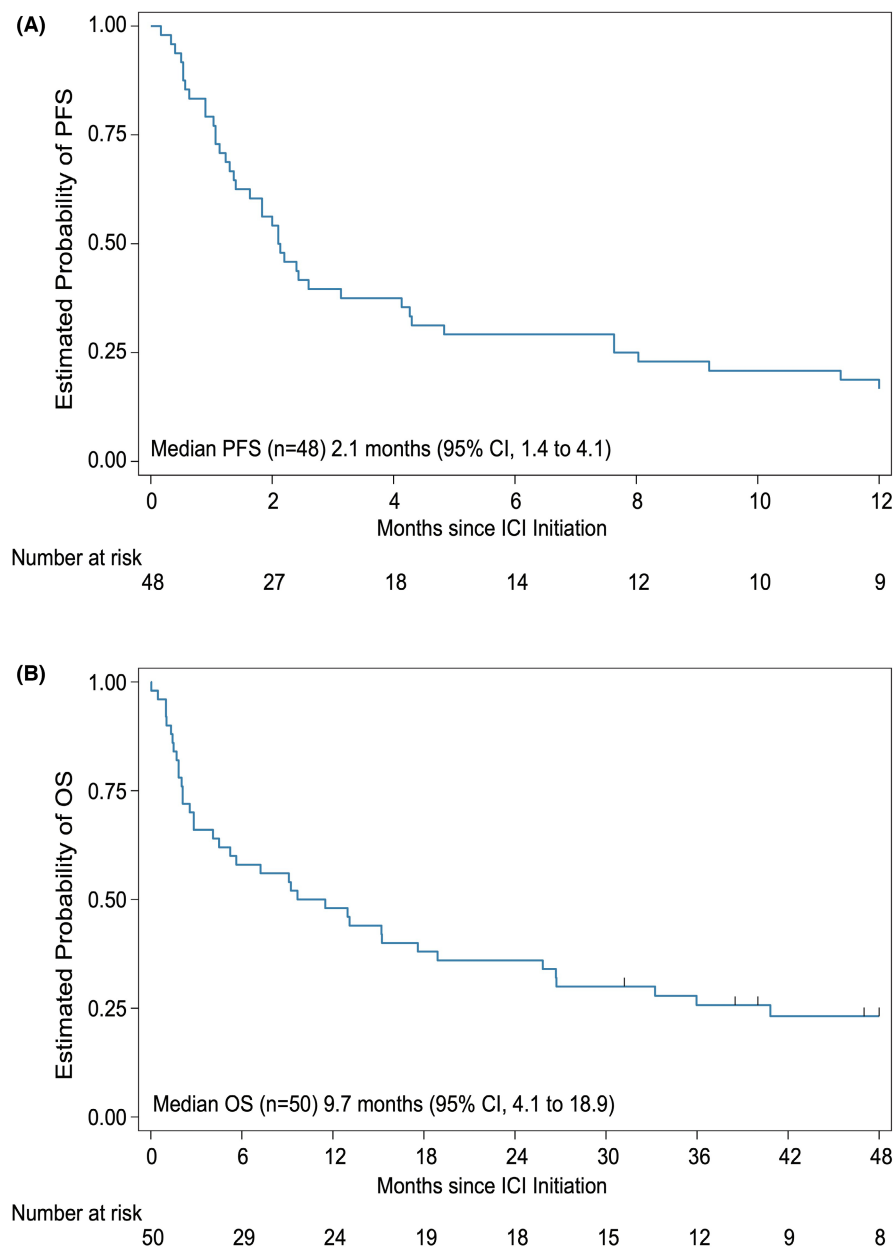 (A)
1.00
0.75
0.50
0.25
0.00
Estimated Probability of PFS
Median PFS (n=48) 2.1 months (95% CI, 1.4 to 4.1)
0 2 4 6 8 10 12
Months since ICI Initiation
Number at risk
48 27 18 14 12 10 9
(B)
1.00
0.75
0.50
0.25
0.00
Estimated Probability of OS
Median OS (n=50) 9.7 months (95% CI, 4.1 to 18.9)
0 6 12 18 24 30 36 42 48
Months since ICI Initiation
Number at risk
50 29 24 19 18 15 12 9 8